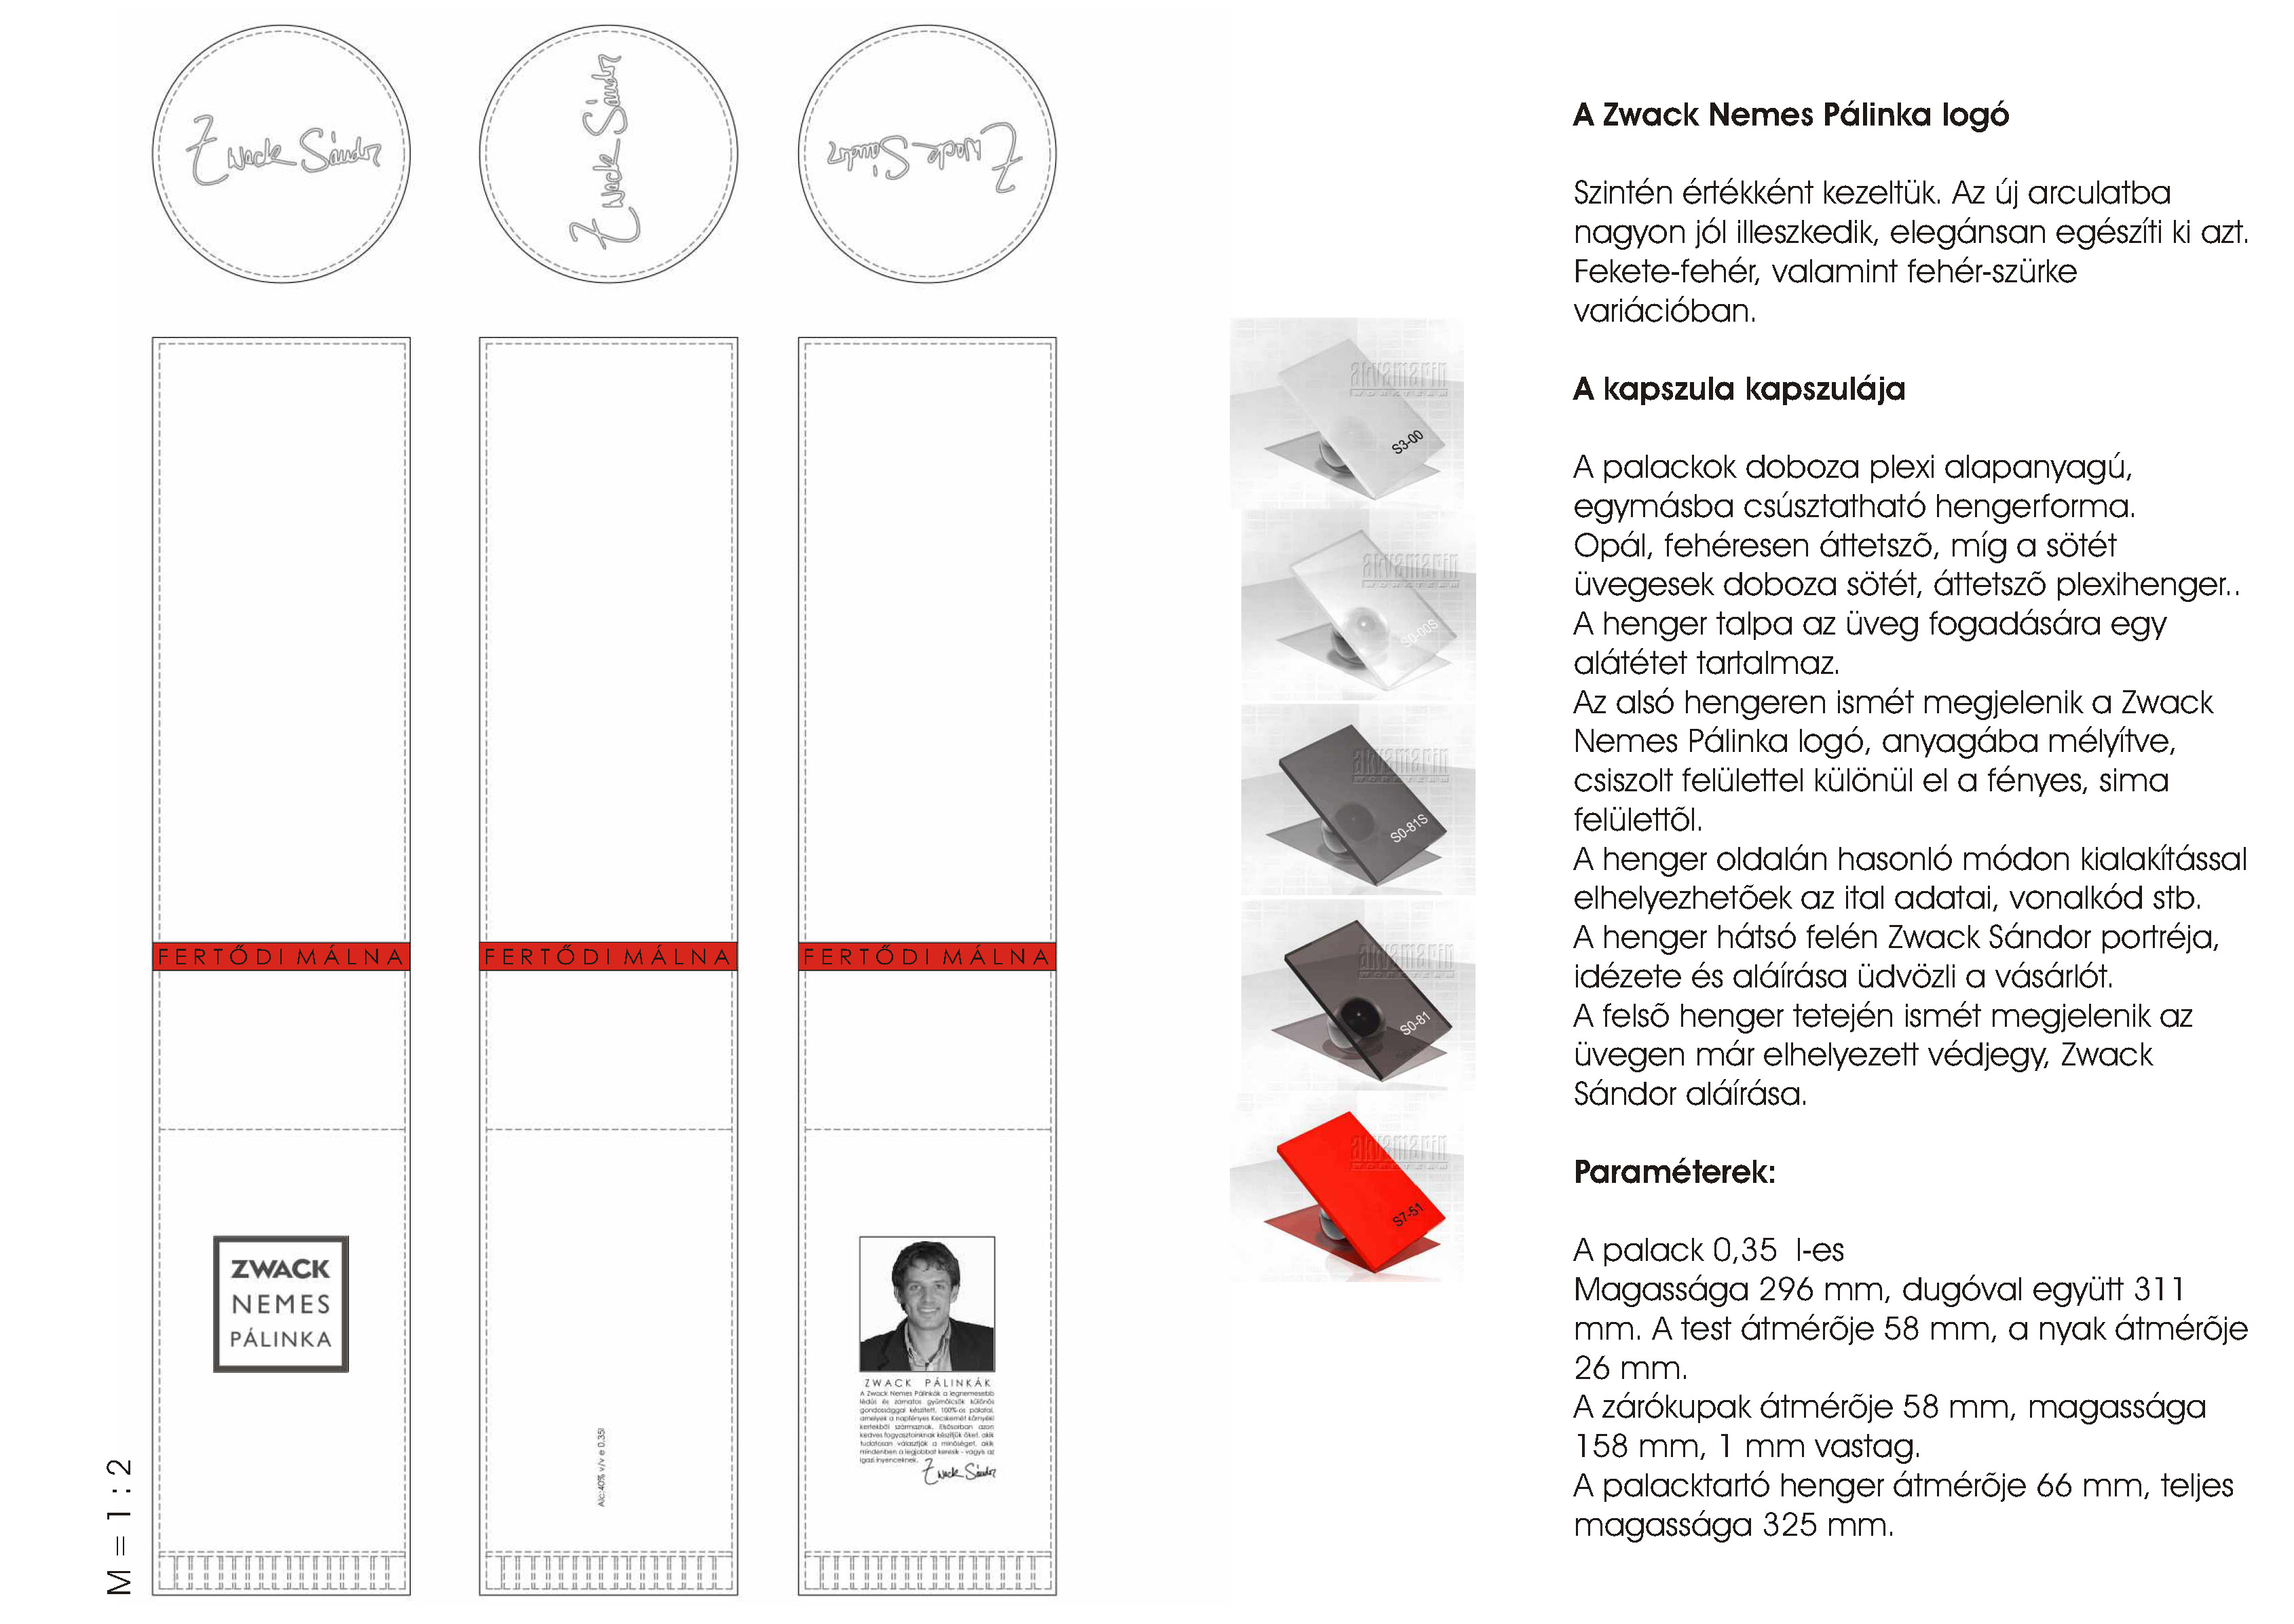 Zwack Sándor
Zwack Sándor
Zwack Sándor
FERTŐDI MÁLNA
FERTŐDI MÁLNA
FERTŐDI MÁLNA
ZWACK
NEMES
PÁLINKA
Alc:40% v/v e 0,35l
ZWACK PÁLINKÁK
A Zwack Nemes Pálinkák a legnemesebb
lédús és zamatos gyümölcsök különös
gondossággal készített, 100%-os párlatai,
amelyek a napfényes Kecskemét környéki
kertekből származnak. Elsősorban azon
kedves fogyasztóinknak készítjük őket, akik
tudatosan választják a minőséget, akik
mindenben a legjobbat keresik - vagyis az
igazi ínyenceknek.
Zwack Sándor
M = 1 : 2
akvamarin
S3-00
akvamarin
S0-00S
akvamarin
S0-81S
akvamarin
S0-81
akvamarin
S7-51
A Zwack Nemes Pálinka logó
Szintén értékként kezeltük. Az új arculatba
nagyon jól illeszkedik, elegánsan egészíti ki azt.
Fekete-fehér, valamint fehér-szürke
variációban.
A kapszula kapszulája
A palackok doboza plexi alapanyagú,
egymásba csúsztatható hengerforma.
Opál, fehéresen áttetszõ, míg a sötét
üvegesek doboza sötét, áttetszõ plexihenger..
A henger talpa az üveg fogadására egy
alátétet tartalmaz.
Az alsó hengeren ismét megjelenik a Zwack
Nemes Pálinka logó, anyagába mélyítve,
csiszolt felülettel különül el a fényes, sima
felülettõl.
A henger oldalán hasonló módon kialakítással
elhelyezhetõek az ital adatai, vonalkód stb.
A henger hátsó felén Zwack Sándor portréja,
idézete és aláírása üdvözli a vásárlót.
A felsõ henger tetején ismét megjelenik az
üvegen már elhelyezett védjegy, Zwack
Sándor aláírása.
Paraméterek:
A palack 0,35 l-es
Magassága 296 mm, dugóval együtt 311
mm. A test átmérõje 58 mm, a nyak átmérõje
26 mm.
A zárókupak átmérõje 58 mm, magassága
158 mm, 1 mm vastag.
A palacktartó henger átmérõje 66 mm, teljes
magassága 325 mm.